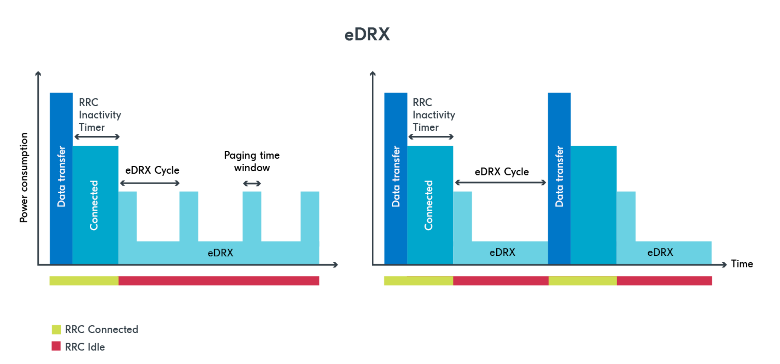 eDRX
Power consumption
Data transfer
RRC
Inactivity
Timer
Connected
eDRX Cycle
Paging time
window
eDRX
Data transfer
RRC
Inactivity
Timer
Connected
eDRX Cycle
eDRX
Data transfer
eDRX
Time
RRC Connected
RRC Idle